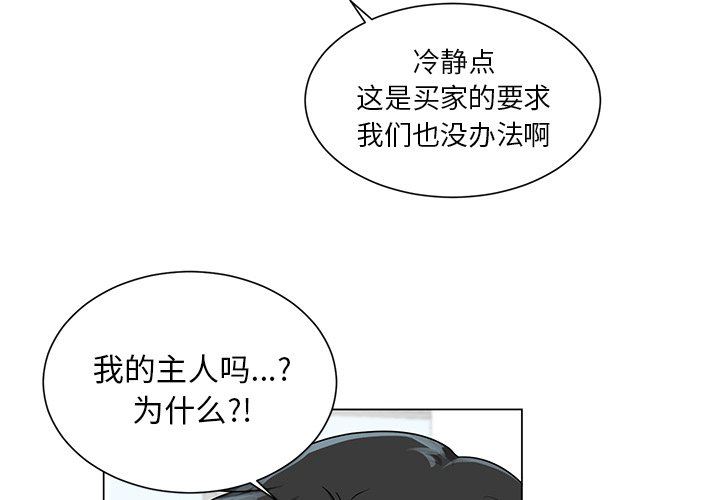 冷静点
这是买家的要求
我们也没办法啊
我的主人吗...?
为什么?!